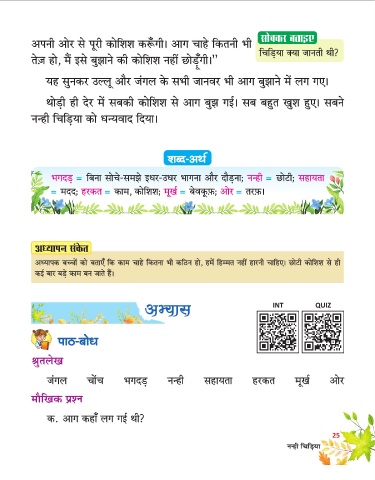 अपनी ओर से पूरी कोशिश करूँगी। आग चाहे कितनी भी
तेज़ हो, मैं इसे बुझाने की कोशिश नहीं छोड़ूँगी।”
सोचकर बताइए
चिड़िया क्या जानती थी?
यह सुनकर उल्लू और जंगल के सभी जानवर भी आग बुझाने में लग गए।
थोड़ी ही देर में सबकी कोशिश से आग बुझ गई। सब बहुत खुश हुए। सबने
नन्ही चिड़िया को धन्यवाद दिया।
शब्द-अर्थ
भगदड़ = बिना सोचे-समझे इधर-उधर भागना और दौड़ना; नन्ही = छोटी; सहायता
= मदद; हरकत = काम, कोशिश; मूर्ख = बेवकूफ़; ओर = तरफ़।
अध्यापन संकेत
अध्यापक बच्चों को बताएँ कि काम चाहे कितना भी कठिन हो, हमें हिम्मत नहीं हारनी चाहिए। छोटी कोशिश से ही
कई बार बड़े काम बन जाते हैं।
अभ्यास
INT QUIZ
पाठ-बोध
श्रुतलेख
जंगल चोंच भगदड़ नन्ही सहायता हरकत मूर्ख ओर
मौखिक प्रश्न
क. आग कहाँ लग गई थी?
25
नन्ही चिड़िया